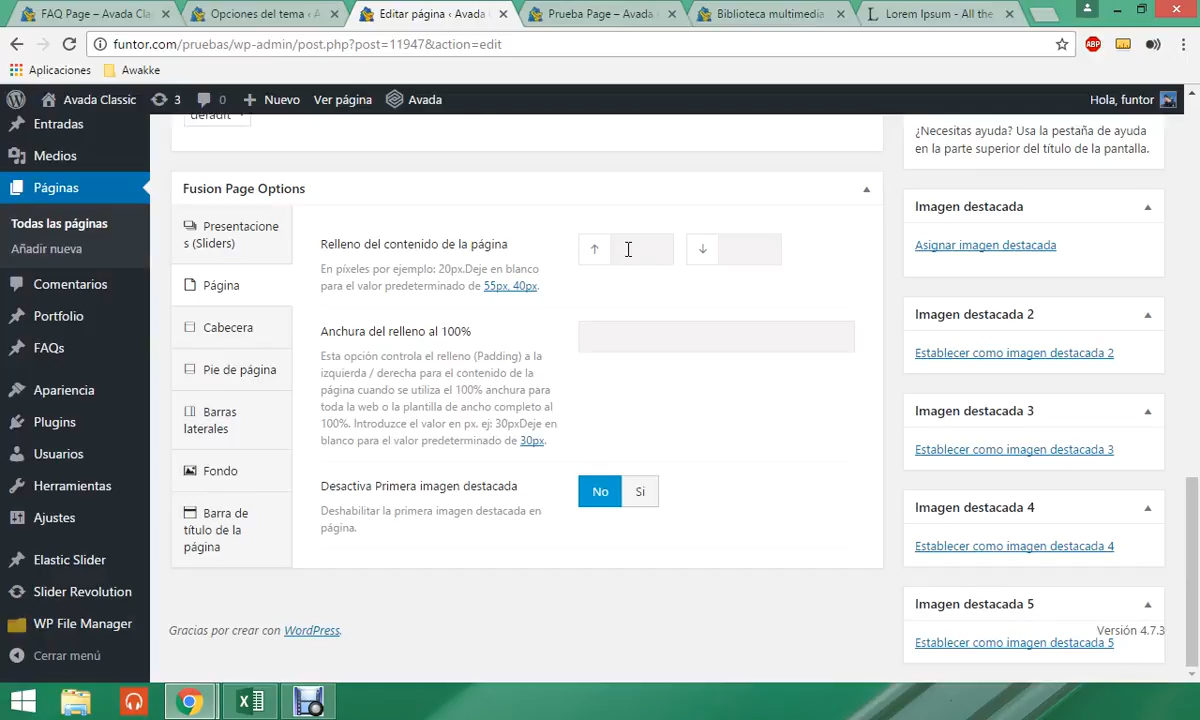 FAQ Page – Avada Cla
Opciones del tema ‹ A
Editar página ‹ Avada
Prueba Page – Avada
Biblioteca multimedia
Lorem Ipsum - All the
funtor.com/pruebas/wp-admin/post.php?post=11947&action=edit
ABP
Aplicaciones
Awakke
Avada Classic
3
0
Nuevo
Ver página
Avada
Hola, funtor
Entradas
Medios
Páginas
Todas las páginas
Añadir nueva
Comentarios
Portfolio
FAQs
Apariencia
Plugins
Usuarios
Herramientas
Ajustes
Elastic Slider
Slider Revolution
WP File Manager
Cerrar menú
default
Fusion Page Options
Presentacione
s (Sliders)
Página
Cabecera
Pie de página
Barras
laterales
Fondo
Barra de
título de la
página
Relleno del contenido de la página
En píxeles por ejemplo: 20px.Deje en blanco
para el valor predeterminado de 55px, 40px.
Anchura del relleno al 100%
Esta opción controla el relleno (Padding) a la
izquierda / derecha para el contenido de la
página cuando se utiliza el 100% anchura para
toda la web o la plantilla de ancho completo al
100%. Introduzce el valor en px. ej: 30pxDeje en
blanco para el valor predeterminado de 30px.
Desactiva Primera imagen destacada
Deshabilitar la primera imagen destacada en
página.
No
Si
¿Necesitas ayuda? Usa la pestaña de ayuda
en la parte superior del título de la pantalla.
Imagen destacada
Asignar imagen destacada
Imagen destacada 2
Establecer como imagen destacada 2
Imagen destacada 3
Establecer como imagen destacada 3
Imagen destacada 4
Establecer como imagen destacada 4
Imagen destacada 5
Establecer como imagen destacada 5
Gracias por crear con WordPress.
Versión 4.7.3